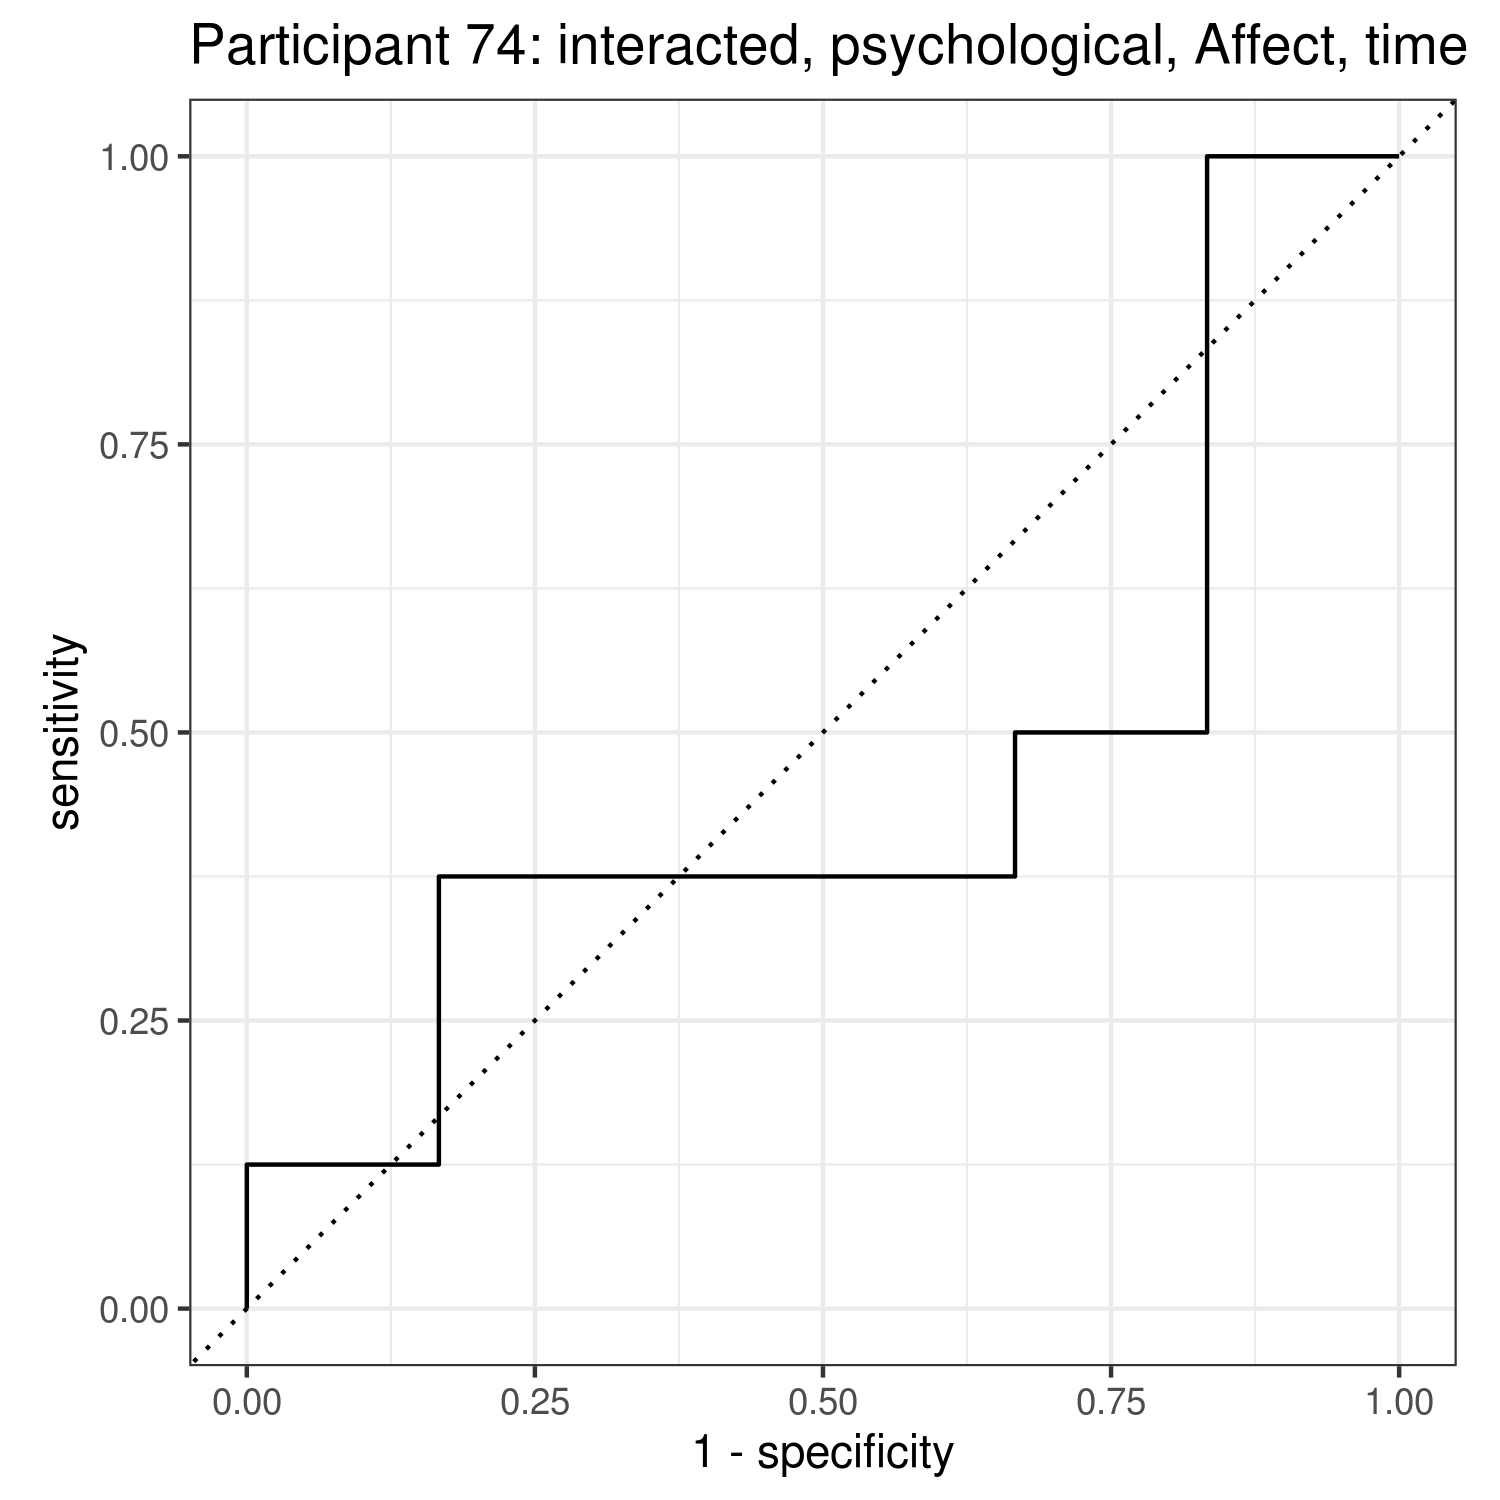 Participant 74: interacted, psychological, Affect, time
1.00
0.75
0.50
0.25
0.00
sensitivity
0.00 0.25 0.50 0.75 1.00
1 - specificity